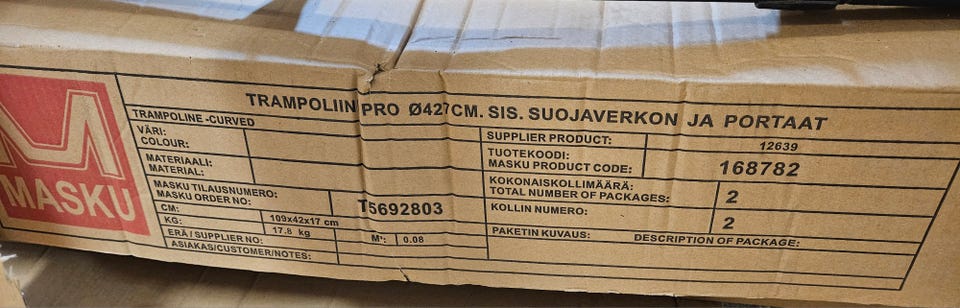 MASKU
TRAMPOLIIN PRO Ø427CM. SIS. SUOJAVERKON JA PORTAAT
TRAMPOLINE -CURVED
VÄRI:
COLOUR:
MATERIAALI:
MATERIAL:
MASKU TILAUSNUMERO:
MASKU ORDER NO: T5692803
CM: 109x42x17 cm
KG: 17.8 kg M³: 0.08
ERÄ / SUPPLIER NO:
ASIAKAS/CUSTOMER/NOTES:
SUPPLIER PRODUCT: 12639
TUOTEKOODI:
MASKU PRODUCT CODE: 168782
KOKONAISKOLLIMÄÄRÄ:
TOTAL NUMBER OF PACKAGES: 2
KOLLIN NUMERO: 2
PAKETIN KUVAUS: DESCRIPTION OF PACKAGE: